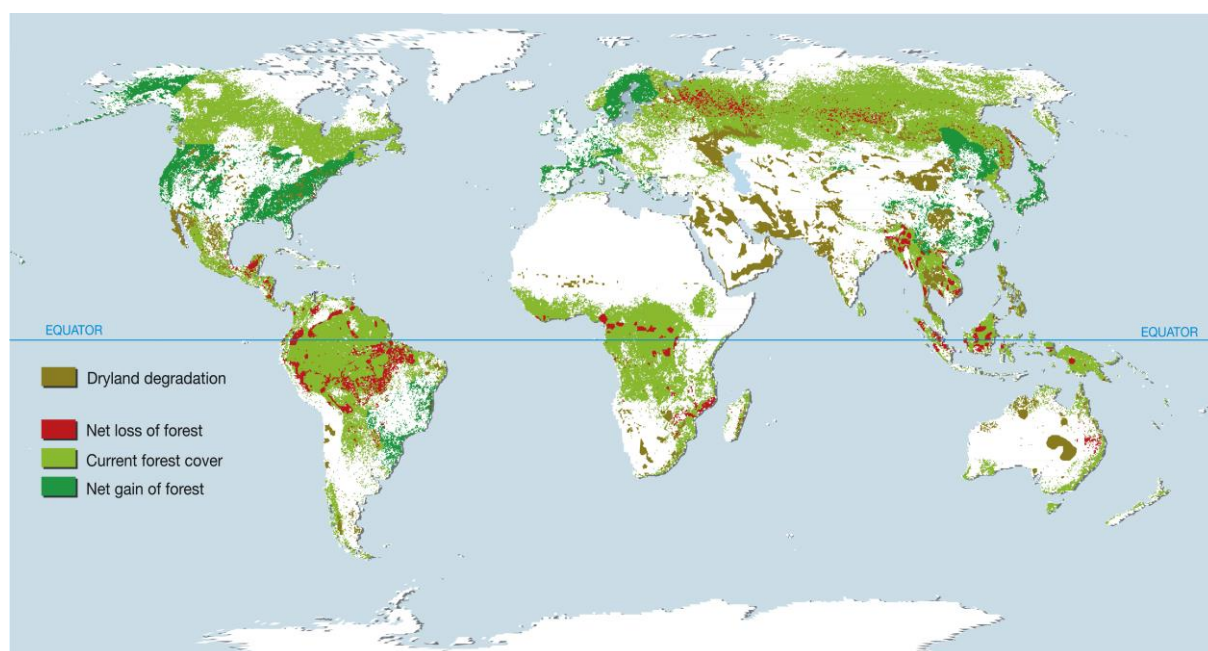 EQUATOR
EQUATOR
Dryland degradation
Net loss of forest
Current forest cover
Net gain of forest